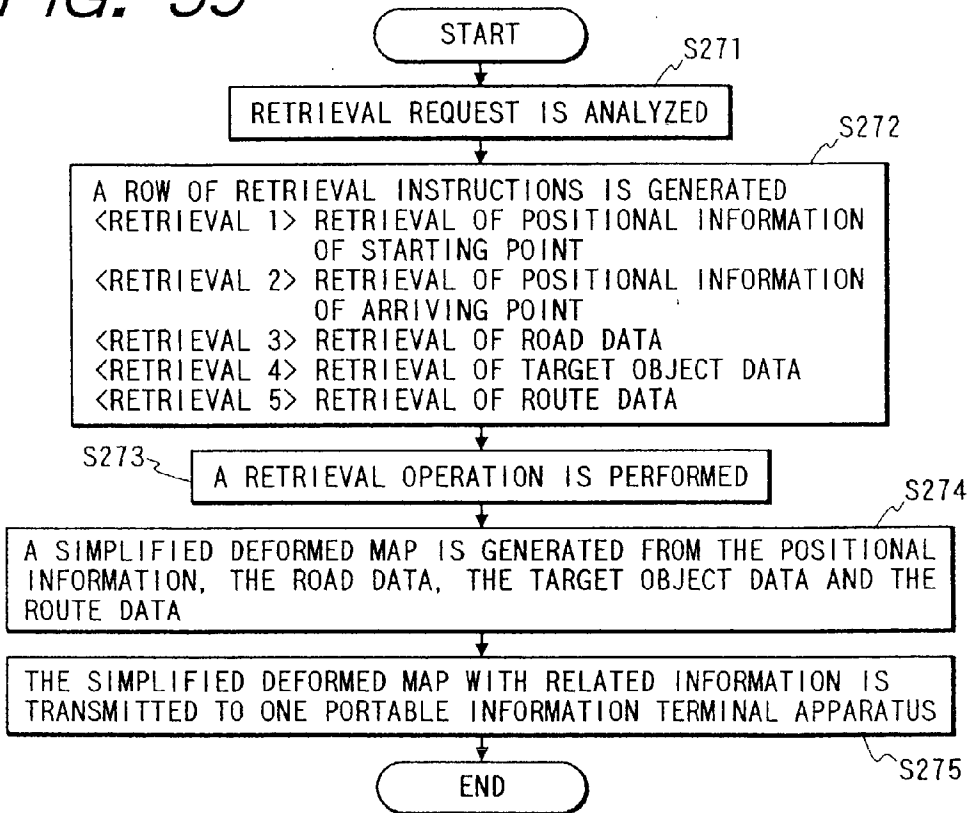 FIG. 55
START
S271
RETRIEVAL REQUEST IS ANALYZED
S272
A ROW OF RETRIEVAL INSTRUCTIONS IS GENERATED
<RETRIEVAL 1> RETRIEVAL OF POSITIONAL INFORMATION
OF STARTING POINT
<RETRIEVAL 2> RETRIEVAL OF POSITIONAL INFORMATION
OF ARRIVING POINT
<RETRIEVAL 3> RETRIEVAL OF ROAD DATA
<RETRIEVAL 4> RETRIEVAL OF TARGET OBJECT DATA
<RETRIEVAL 5> RETRIEVAL OF ROUTE DATA
S273
A RETRIEVAL OPERATION IS PERFORMED
S274
A SIMPLIFIED DEFORMED MAP IS GENERATED FROM THE POSITIONAL
INFORMATION, THE ROAD DATA, THE TARGET OBJECT DATA AND THE
ROUTE DATA
THE SIMPLIFIED DEFORMED MAP WITH RELATED INFORMATION IS
TRANSMITTED TO ONE PORTABLE INFORMATION TERMINAL APPARATUS
S275
END